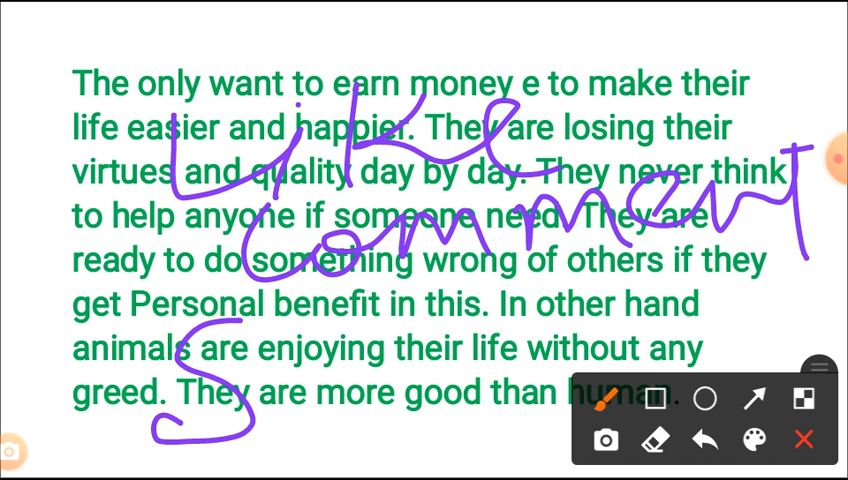 The only want to earn money e to make their
life easier and happier. They are losing their
virtues and quality day by day. They never think
to help anyone if someone need. They are
ready to do something wrong of others if they
get Personal benefit in this. In other hand
animals are enjoying their life without any
greed. They are more good than human.
Like
Comment
S